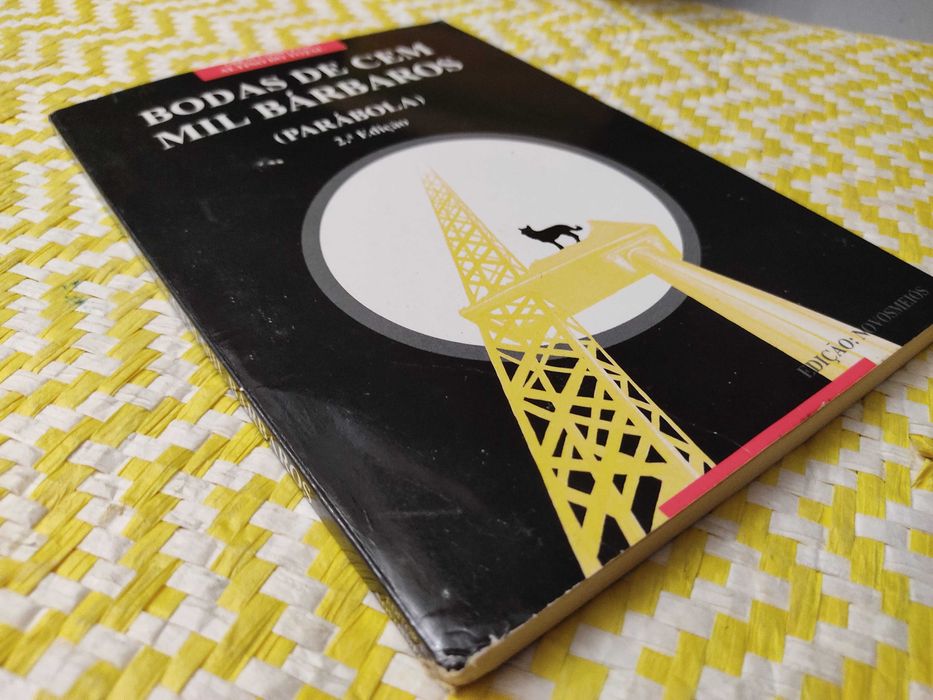 BODAS DE CEM
MIL BÁRBAROS
(PARÁBOLA)
2.ª Edição
EDIÇÃO: NOVOSMEIOS